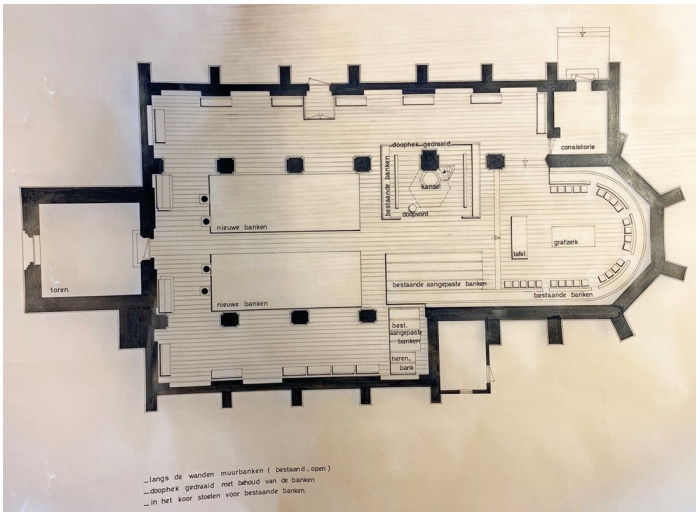 doophek gedraaid
consistorie
bestaande banken
kansel
doopvont
nieuwe banken
tafel
grafzerk
toren
bestaande aangepaste banken
bestaande banken
nieuwe banken
best.
aangepaste
banken
heren_
bank
_langs de wanden muurbanken ( bestaand_open )
_doophek gedraaid met behoud van de banken
_in het koor stoelen voor bestaande banken.